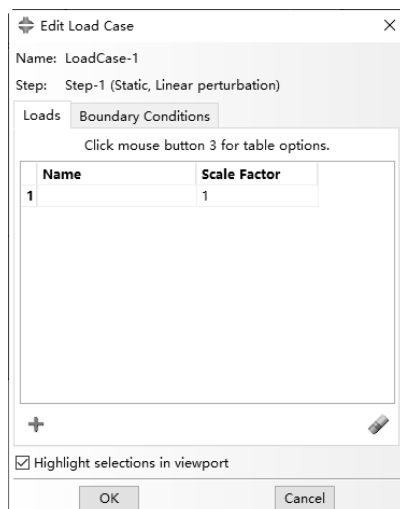 Edit Load Case
Name: LoadCase-1
Step: Step-1 (Static, Linear perturbation)
Loads Boundary Conditions
Click mouse button 3 for table options.
Name Scale Factor
1 1
Highlight selections in viewport
OK Cancel